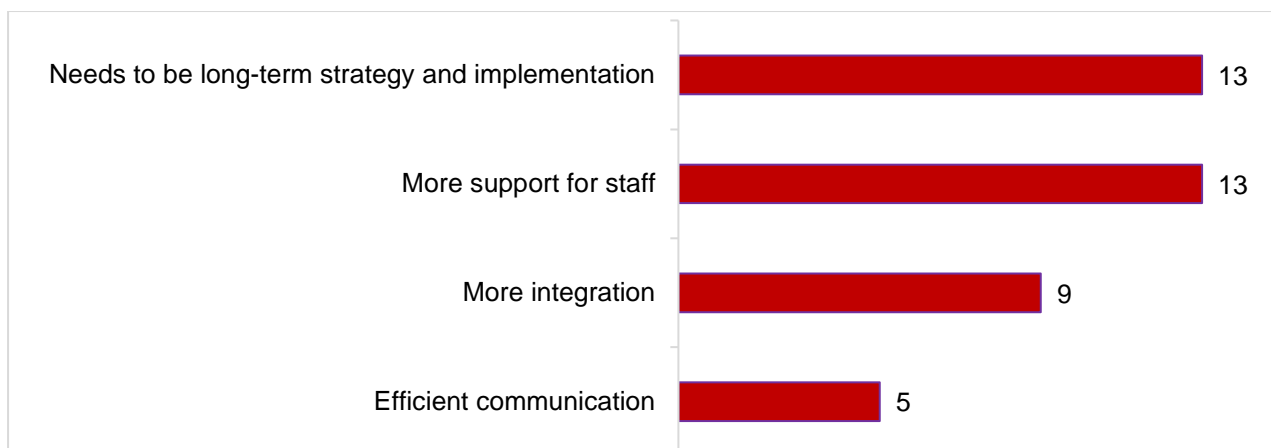 Needs to be long-term strategy and implementation 13
More support for staff 13
More integration 9
Efficient communication 5